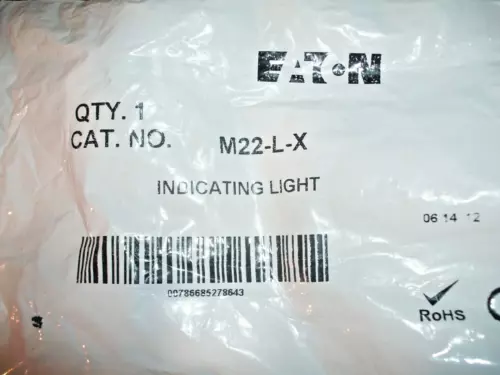 EATON
QTY. 1
CAT. NO. M22-L-X
INDICATING LIGHT
06 14 12
00786685278643
RoHS